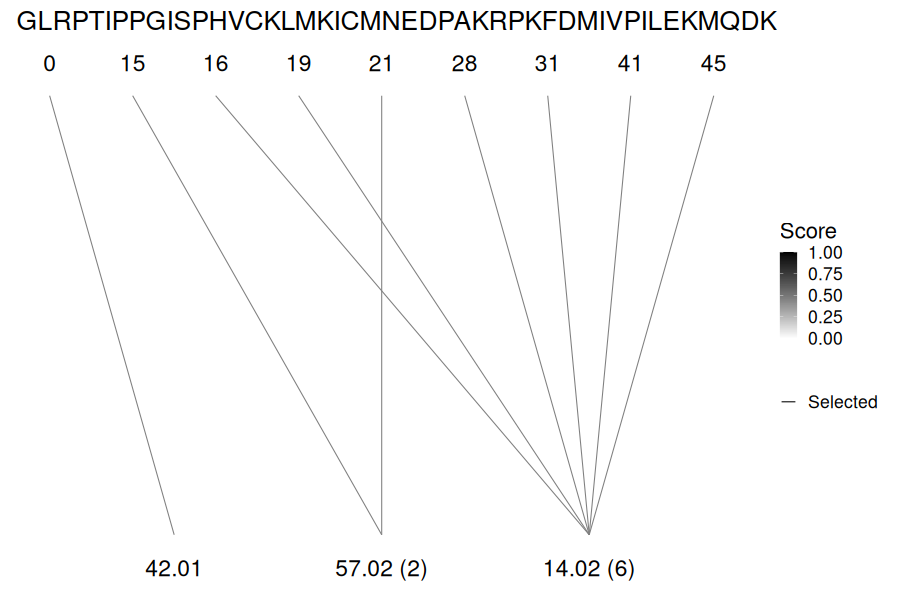 GLRPTIPPGISPHVCKLMKICMNEDPAKRPKFDMIVPILEKMQDK
0 15 16 19 21 28 31 41 45
Score
1.00
0.75
0.50
0.25
0.00
Selected
42.01 57.02 (2) 14.02 (6)